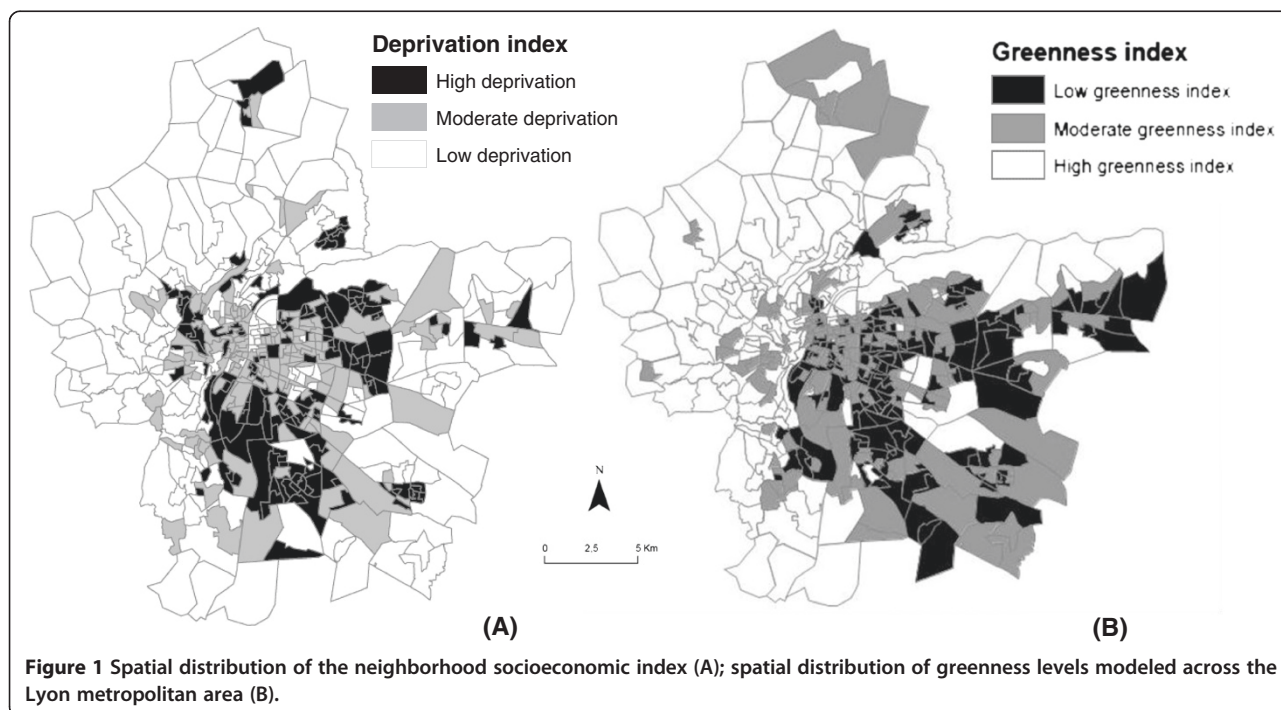 Deprivation index
High deprivation
Moderate deprivation
Low deprivation
Greenness index
Low greenness index
Moderate greenness index
High greenness index
N
0 2,5 5 Km
(A)
(B)
Figure 1 Spatial distribution of the neighborhood socioeconomic index (A); spatial distribution of greenness levels modeled across the
Lyon metropolitan area (B).